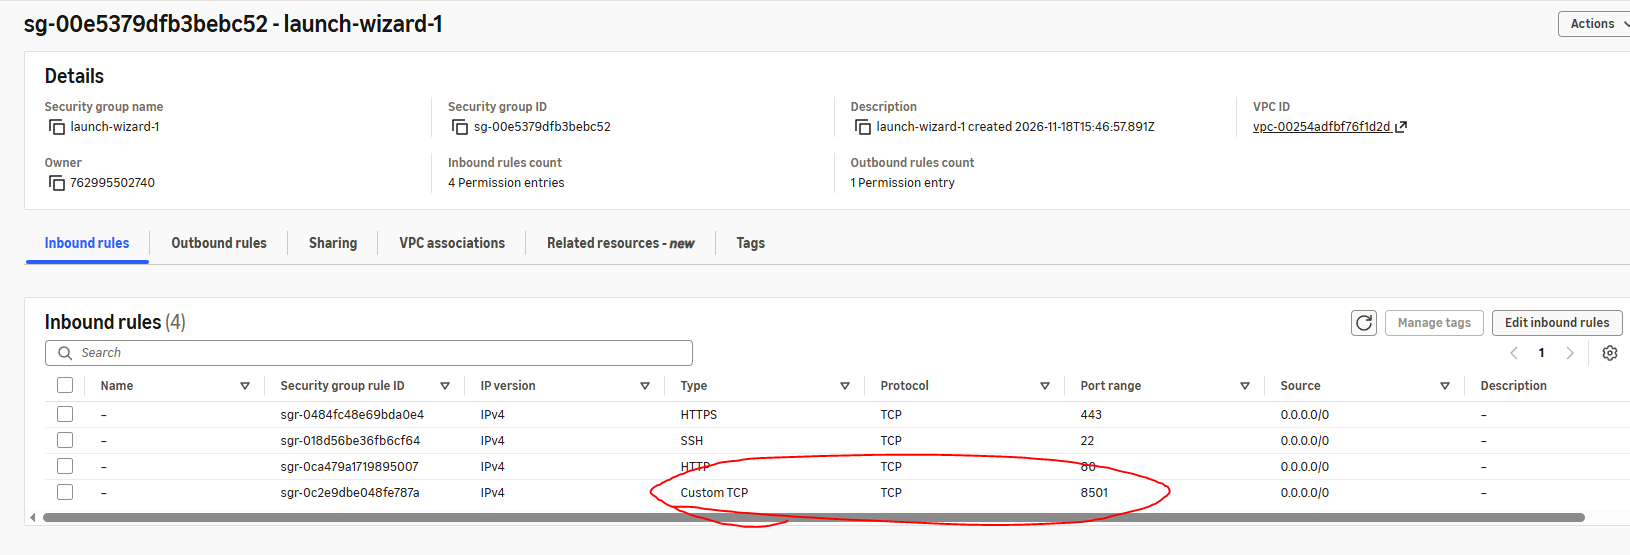 sg-00e5379dfb3bebc52 - launch-wizard-1
Actions
Details
Security group name
launch-wizard-1
Security group ID
sg-00e5379dfb3bebc52
Description
launch-wizard-1 created 2026-11-18T15:46:57.891Z
VPC ID
vpc-00254adfbf76f1d2d
Owner
762995502740
Inbound rules count
4 Permission entries
Outbound rules count
1 Permission entry
Inbound rules Outbound rules Sharing VPC associations Related resources - new Tags
Inbound rules (4)
Manage tags Edit inbound rules
Search
1
Name Security group rule ID IP version Type Protocol Port range Source Description
– sgr-0484fc48e69bda0e4 IPv4 HTTPS TCP 443 0.0.0.0/0 –
– sgr-018d56be36fb6cf64 IPv4 SSH TCP 22 0.0.0.0/0 –
– sgr-0ca479a1719895007 IPv4 HTTP TCP 80 0.0.0.0/0 –
– sgr-0c2e9dbe048fe787a IPv4 Custom TCP TCP 8501 0.0.0.0/0 –